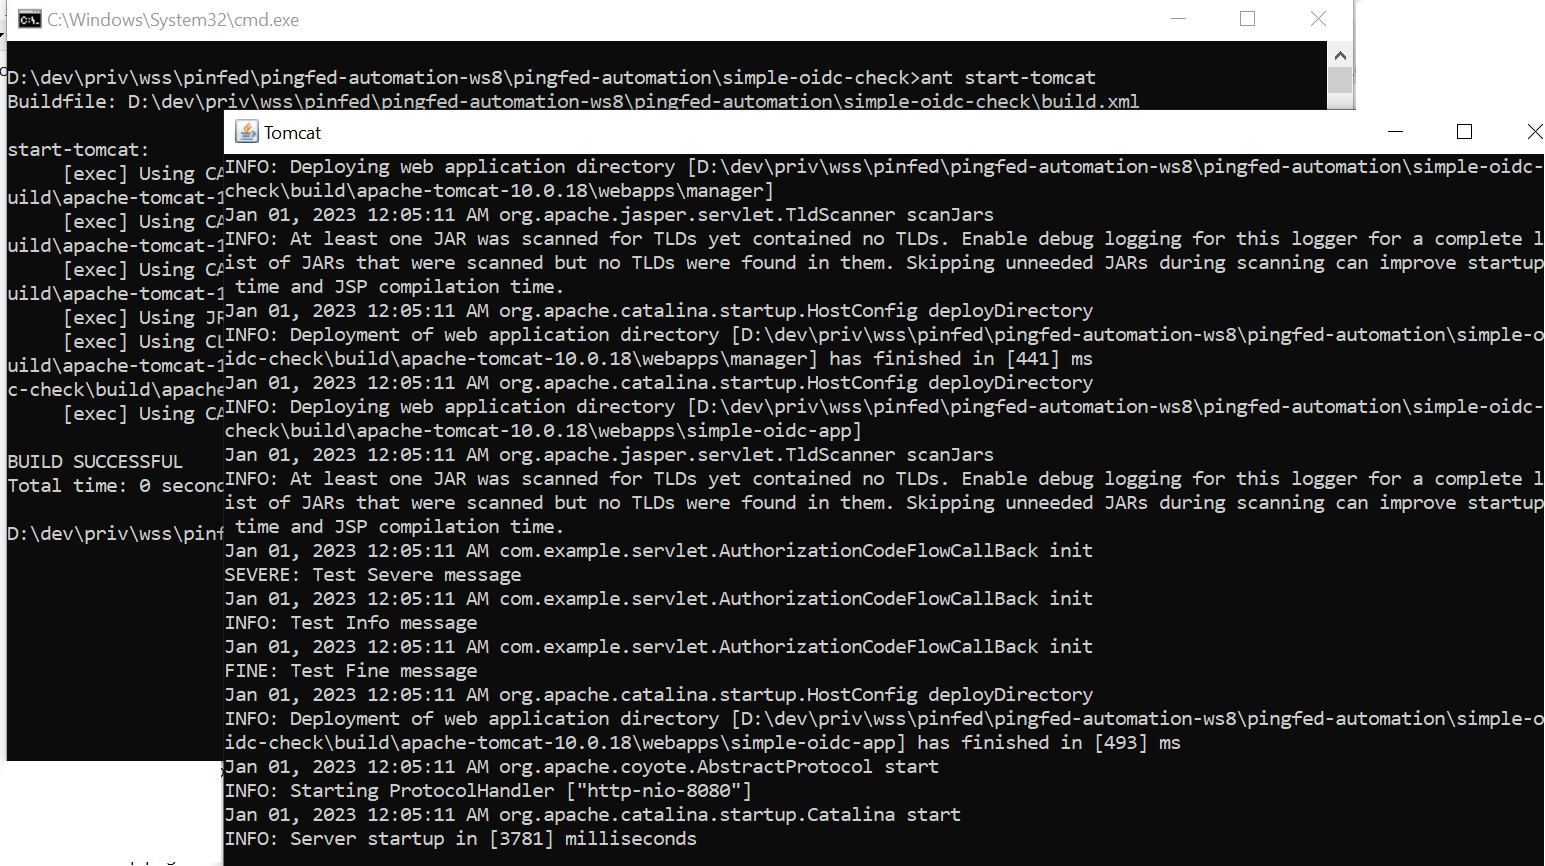 C:\Windows\System32\cmd.exe
D:\dev\priv\wss\pinfed\pingfed-automation-ws8\pingfed-automation\simple-oidc-check>ant start-tomcat
Buildfile: D:\dev\priv\wss\pinfed\pingfed-automation-ws8\pingfed-automation\simple-oidc-check\build.xml
start-tomcat:
[exec] Using CA
uild\apache-tomcat-1
[exec] Using CA
uild\apache-tomcat-1
[exec] Using CA
uild\apache-tomcat-1
[exec] Using JR
[exec] Using CL
uild\apache-tomcat-1
c-check\build\apache
[exec] Using CA
BUILD SUCCESSFUL
Total time: 0 second
D:\dev\priv\wss\pinf
Tomcat
INFO: Deploying web application directory [D:\dev\priv\wss\pinfed\pingfed-automation-ws8\pingfed-automation\simple-oidc-
check\build\apache-tomcat-10.0.18\webapps\manager]
Jan 01, 2023 12:05:11 AM org.apache.jasper.servlet.TldScanner scanJars
INFO: At least one JAR was scanned for TLDs yet contained no TLDs. Enable debug logging for this logger for a complete l
ist of JARs that were scanned but no TLDs were found in them. Skipping unneeded JARs during scanning can improve startup
time and JSP compilation time.
Jan 01, 2023 12:05:11 AM org.apache.catalina.startup.HostConfig deployDirectory
INFO: Deployment of web application directory [D:\dev\priv\wss\pinfed\pingfed-automation-ws8\pingfed-automation\simple-o
idc-check\build\apache-tomcat-10.0.18\webapps\manager] has finished in [441] ms
Jan 01, 2023 12:05:11 AM org.apache.catalina.startup.HostConfig deployDirectory
INFO: Deploying web application directory [D:\dev\priv\wss\pinfed\pingfed-automation-ws8\pingfed-automation\simple-oidc-
check\build\apache-tomcat-10.0.18\webapps\simple-oidc-app]
Jan 01, 2023 12:05:11 AM org.apache.jasper.servlet.TldScanner scanJars
INFO: At least one JAR was scanned for TLDs yet contained no TLDs. Enable debug logging for this logger for a complete l
ist of JARs that were scanned but no TLDs were found in them. Skipping unneeded JARs during scanning can improve startup
time and JSP compilation time.
Jan 01, 2023 12:05:11 AM com.example.servlet.AuthorizationCodeFlowCallBack init
SEVERE: Test Severe message
Jan 01, 2023 12:05:11 AM com.example.servlet.AuthorizationCodeFlowCallBack init
INFO: Test Info message
Jan 01, 2023 12:05:11 AM com.example.servlet.AuthorizationCodeFlowCallBack init
FINE: Test Fine message
Jan 01, 2023 12:05:11 AM org.apache.catalina.startup.HostConfig deployDirectory
INFO: Deployment of web application directory [D:\dev\priv\wss\pinfed\pingfed-automation-ws8\pingfed-automation\simple-o
idc-check\build\apache-tomcat-10.0.18\webapps\simple-oidc-app] has finished in [493] ms
Jan 01, 2023 12:05:11 AM org.apache.coyote.AbstractProtocol start
INFO: Starting ProtocolHandler ["http-nio-8080"]
Jan 01, 2023 12:05:11 AM org.apache.catalina.startup.Catalina start
INFO: Server startup in [3781] milliseconds